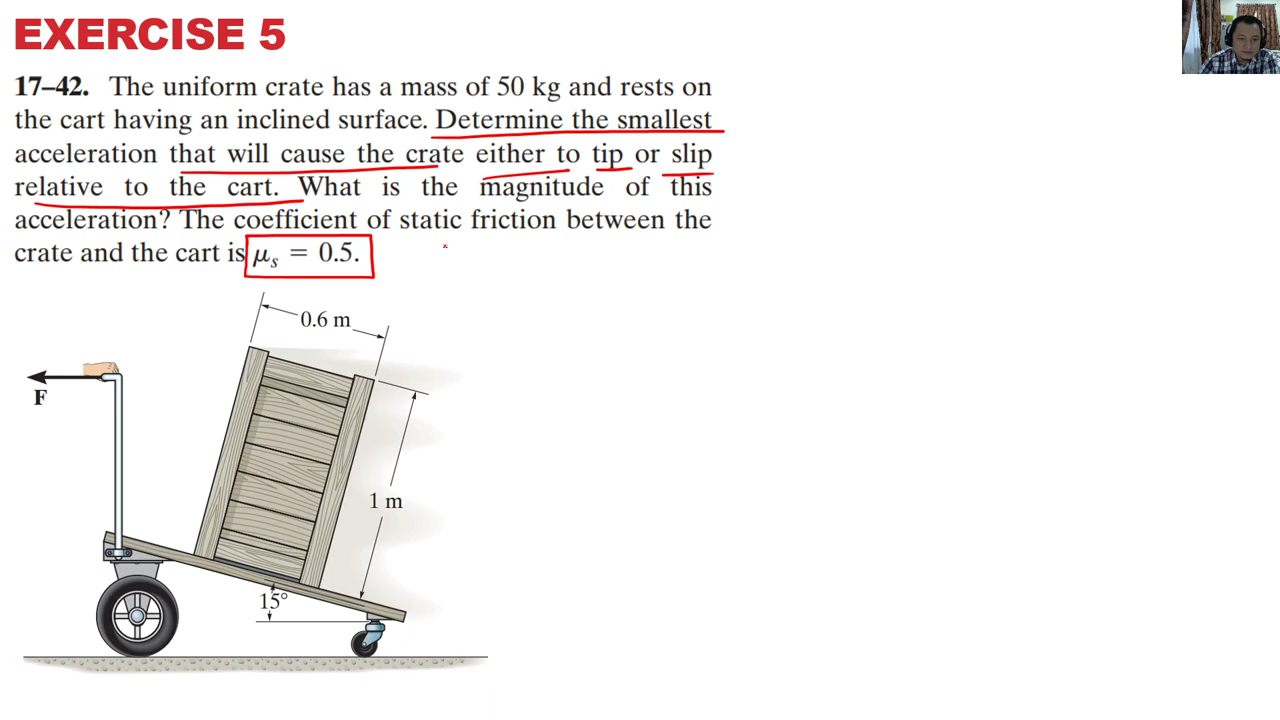 EXERCISE 5
17–42. The uniform crate has a mass of 50 kg and rests on
the cart having an inclined surface. Determine the smallest
acceleration that will cause the crate either to tip or slip
relative to the cart. What is the magnitude of this
acceleration? The coefficient of static friction between the
crate and the cart is μₛ = 0.5.
0.6 m
F
1 m
15°